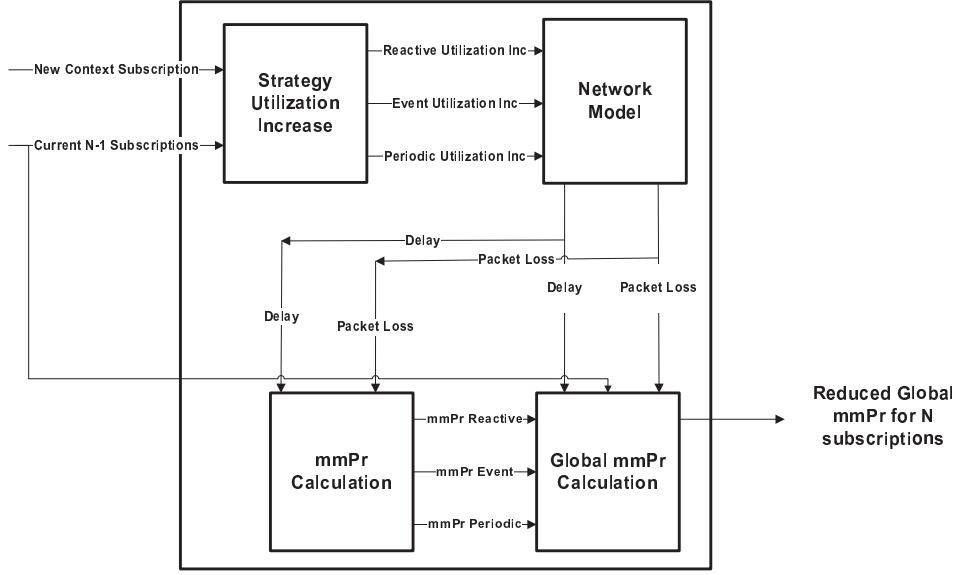 New Context Subscription
Current N-1 Subscriptions
Strategy
Utilization
Increase
Reactive Utilization Inc
Event Utilization Inc
Periodic Utilization Inc
Network
Model
Delay
Packet Loss
Delay
Packet Loss
Delay
Packet Loss
mmPr
Calculation
mmPr Reactive
mmPr Event
mmPr Periodic
Global mmPr
Calculation
Reduced Global
mmPr for N
subscriptions